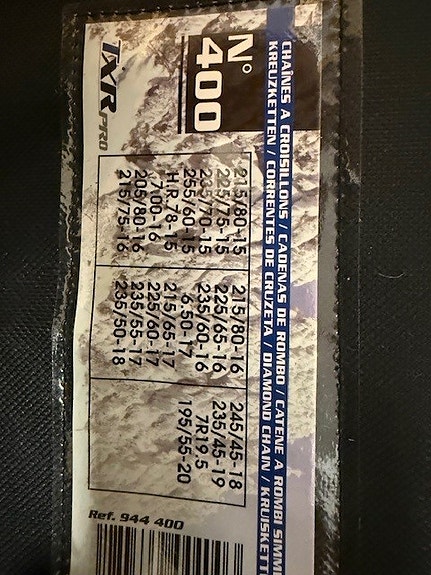 CHAÎNES A CROISILLONS / CADENAS DE ROMBO / CATENE A ROMBI SIMM
KREUZKETTEN / CORRENTES DE CRUZETA / DIAMOND CHAIN / KRUISKETT
N° 400
TXR PRO
215/80-15
225/75-15
235/70-15
255/60-15
H.R. 78-15
7.00-16
205/80-16
215/75-16
215/80-16
225/65-16
235/60-16
6.50-17
215/65-17
225/60-17
235/55-17
235/50-18
245/45-18
235/45-19
7R19.5
195/55-20
Ref. 944 400